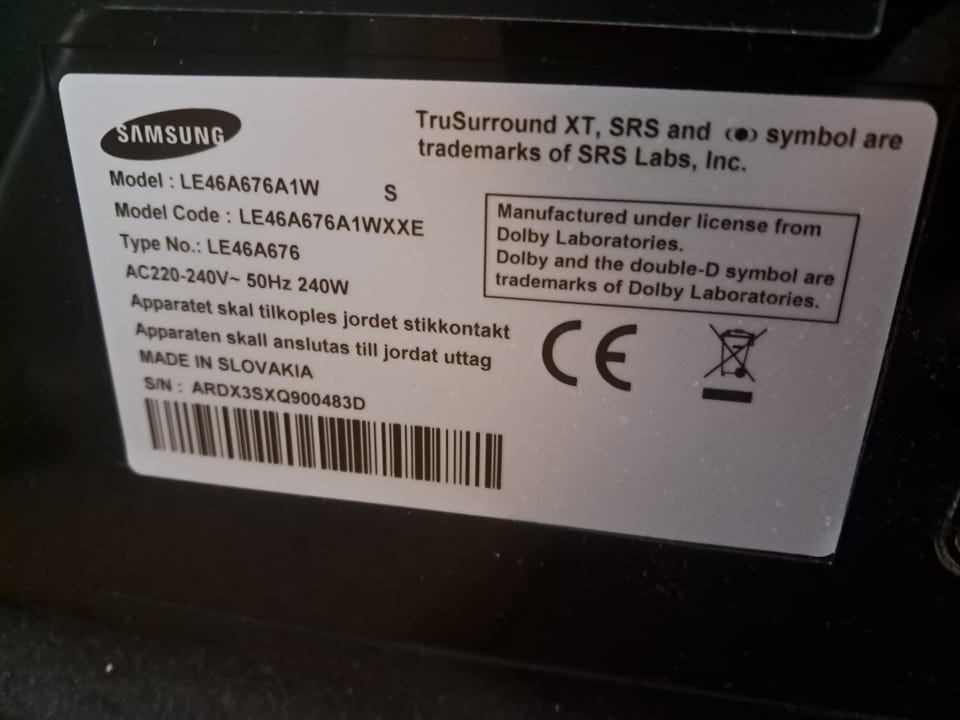 SAMSUNG
Model : LE46A676A1W S
Model Code : LE46A676A1WXXE
Type No.: LE46A676
AC220-240V~ 50Hz 240W
Apparatet skal tilkoples jordet stikkontakt
Apparaten skall anslutas till jordat uttag
MADE IN SLOVAKIA
S/N : ARDX3SXQ900483D
TruSurround XT, SRS and (●) symbol are
trademarks of SRS Labs, Inc.
Manufactured under license from
Dolby Laboratories.
Dolby and the double-D symbol are
trademarks of Dolby Laboratories.
CE